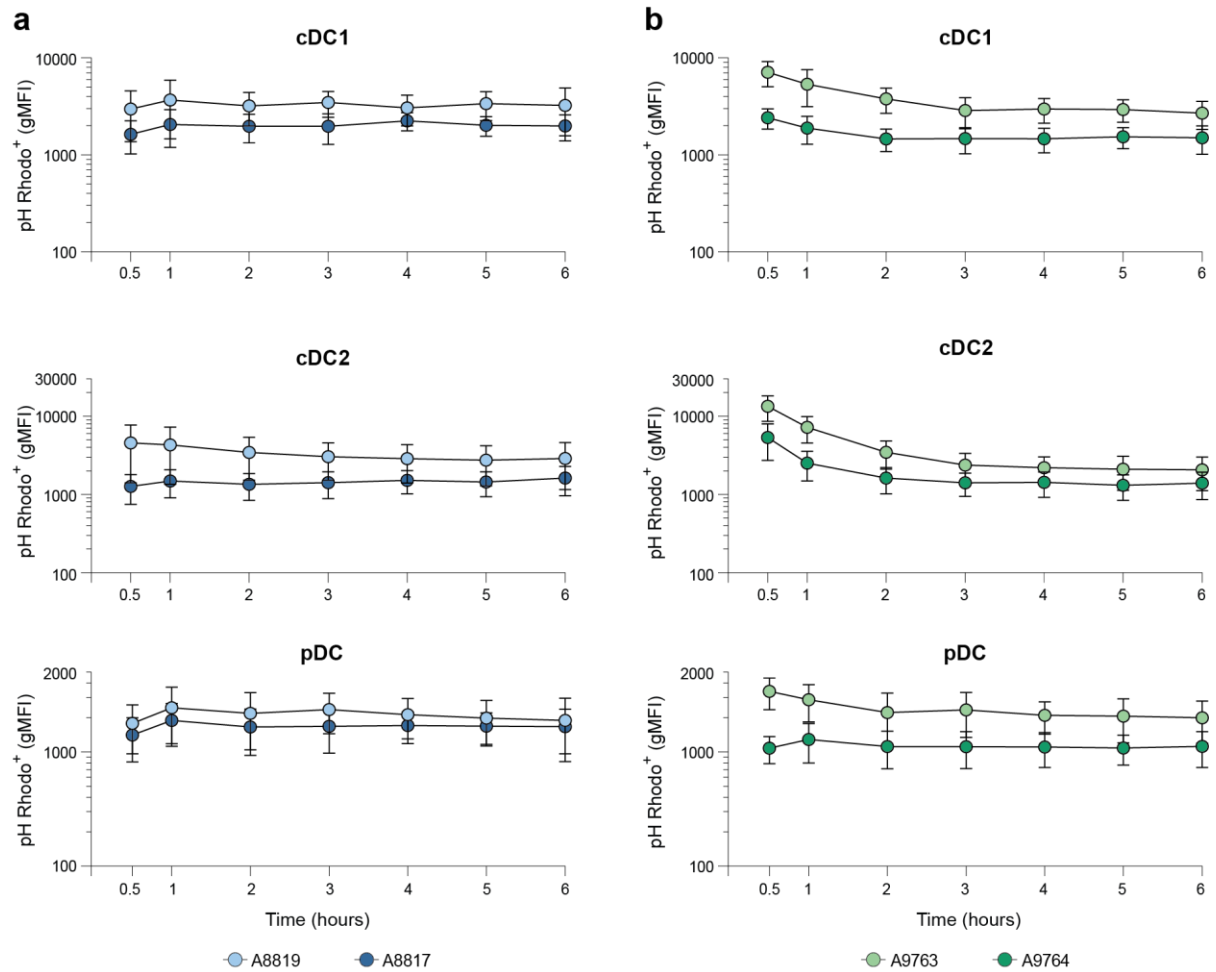 a
cDC1
pH Rhodo+ (gMFI)
10000
1000
100
0.5 1 2 3 4 5 6
cDC2
pH Rhodo+ (gMFI)
30000
10000
1000
100
0.5 1 2 3 4 5 6
pDC
pH Rhodo+ (gMFI)
2000
1000
100
0.5 1 2 3 4 5 6
Time (hours)
A8819 A8817
b
cDC1
pH Rhodo+ (gMFI)
10000
1000
100
0.5 1 2 3 4 5 6
cDC2
pH Rhodo+ (gMFI)
30000
10000
1000
100
0.5 1 2 3 4 5 6
pDC
pH Rhodo+ (gMFI)
2000
1000
100
0.5 1 2 3 4 5 6
Time (hours)
A9763 A9764